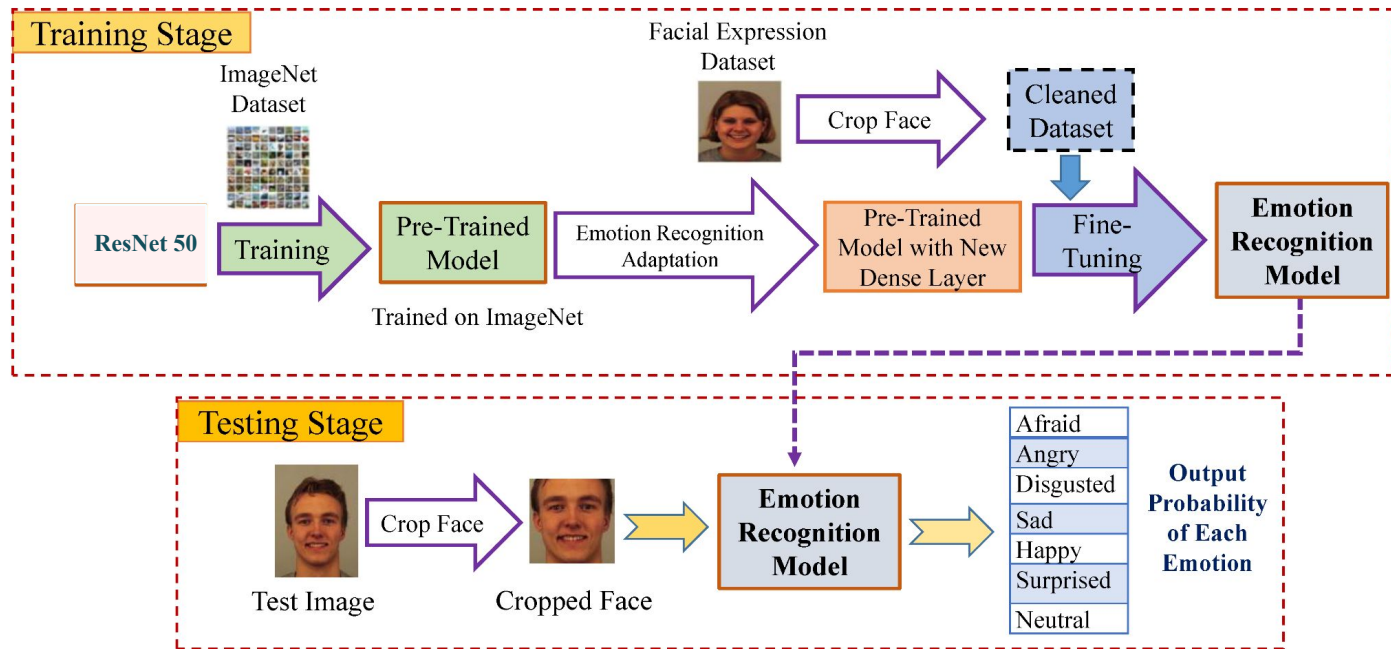 Training Stage
ImageNet
Dataset
Facial Expression
Dataset
Crop Face
Cleaned
Dataset
ResNet 50
Training
Pre-Trained
Model
Trained on ImageNet
Emotion Recognition
Adaptation
Pre-Trained
Model with New
Dense Layer
Fine-
Tuning
Emotion
Recognition
Model
Testing Stage
Test Image
Crop Face
Cropped Face
Emotion
Recognition
Model
Afraid
Angry
Disgusted
Sad
Happy
Surprised
Neutral
Output
Probability
of Each
Emotion